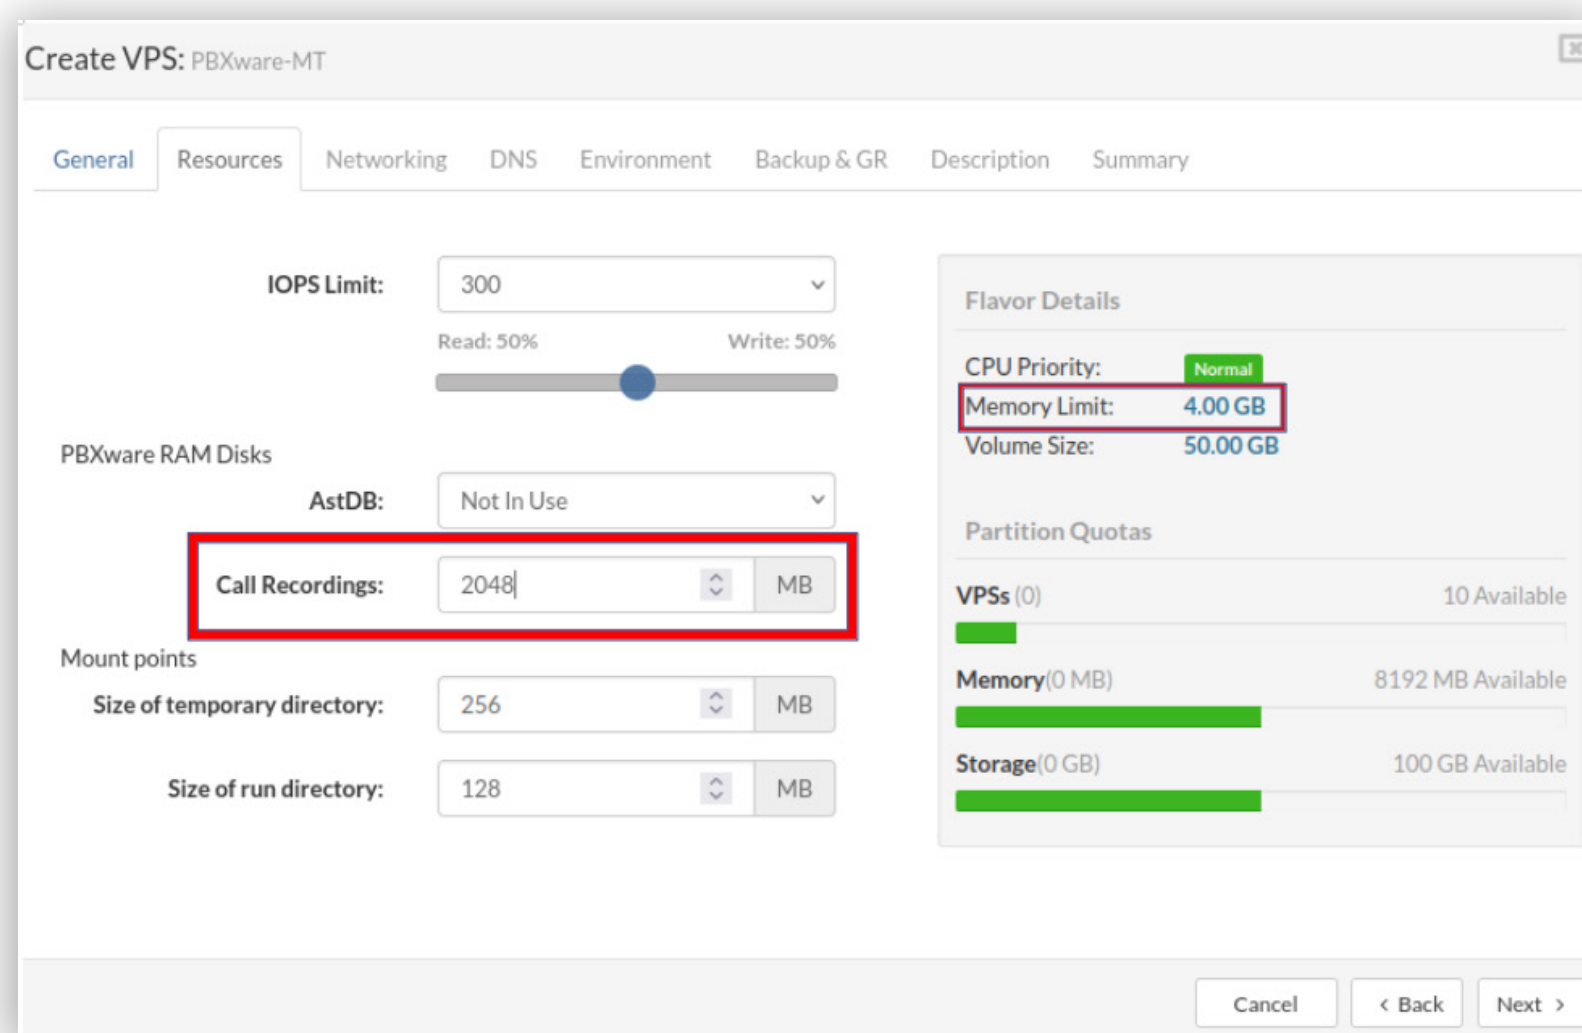 Create VPS: PBXware-MT
General Resources Networking DNS Environment Backup & GR Description Summary
IOPS Limit: 300
Read: 50% Write: 50%
PBXware RAM Disks
AstDB: Not In Use
Call Recordings: 2048 MB
Mount points
Size of temporary directory: 256 MB
Size of run directory: 128 MB
Flavor Details
CPU Priority: Normal
Memory Limit: 4.00 GB
Volume Size: 50.00 GB
Partition Quotas
VPSs (0) 10 Available
Memory(0 MB) 8192 MB Available
Storage(0 GB) 100 GB Available
Cancel < Back Next >